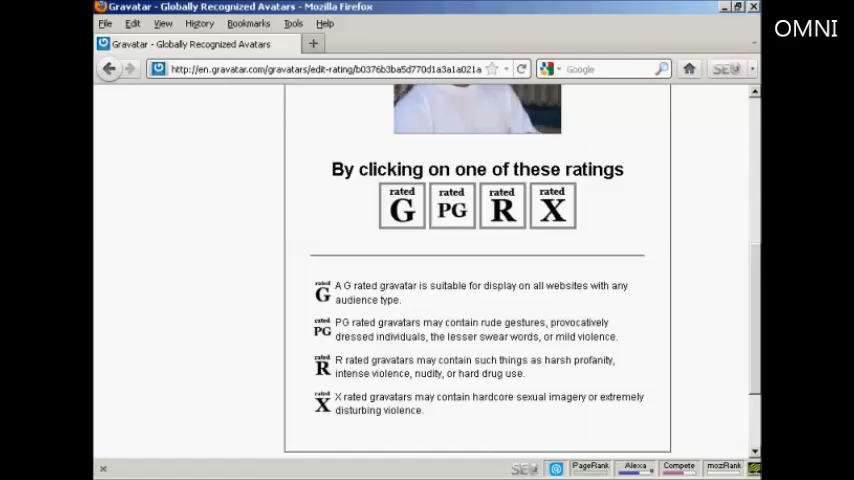 Gravatar - Globally Recognized Avatars - Mozilla Firefox
OMNI
File Edit View History Bookmarks Tools Help
Gravatar - Globally Recognized Avatars
http://en.gravatar.com/gravatars/edit-rating/b0376b3ba5d770d1a3a1a021a
Google
SEO
By clicking on one of these ratings
rated rated rated rated
G PG R X
rated
G
A G rated gravatar is suitable for display on all websites with any
audience type.
rated
PG
PG rated gravatars may contain rude gestures, provocatively
dressed individuals, the lesser swear words, or mild violence.
rated
R
R rated gravatars may contain such things as harsh profanity,
intense violence, nudity, or hard drug use.
rated
X
X rated gravatars may contain hardcore sexual imagery or extremely
disturbing violence.
SEO PageRank Alexa Compete mozRank